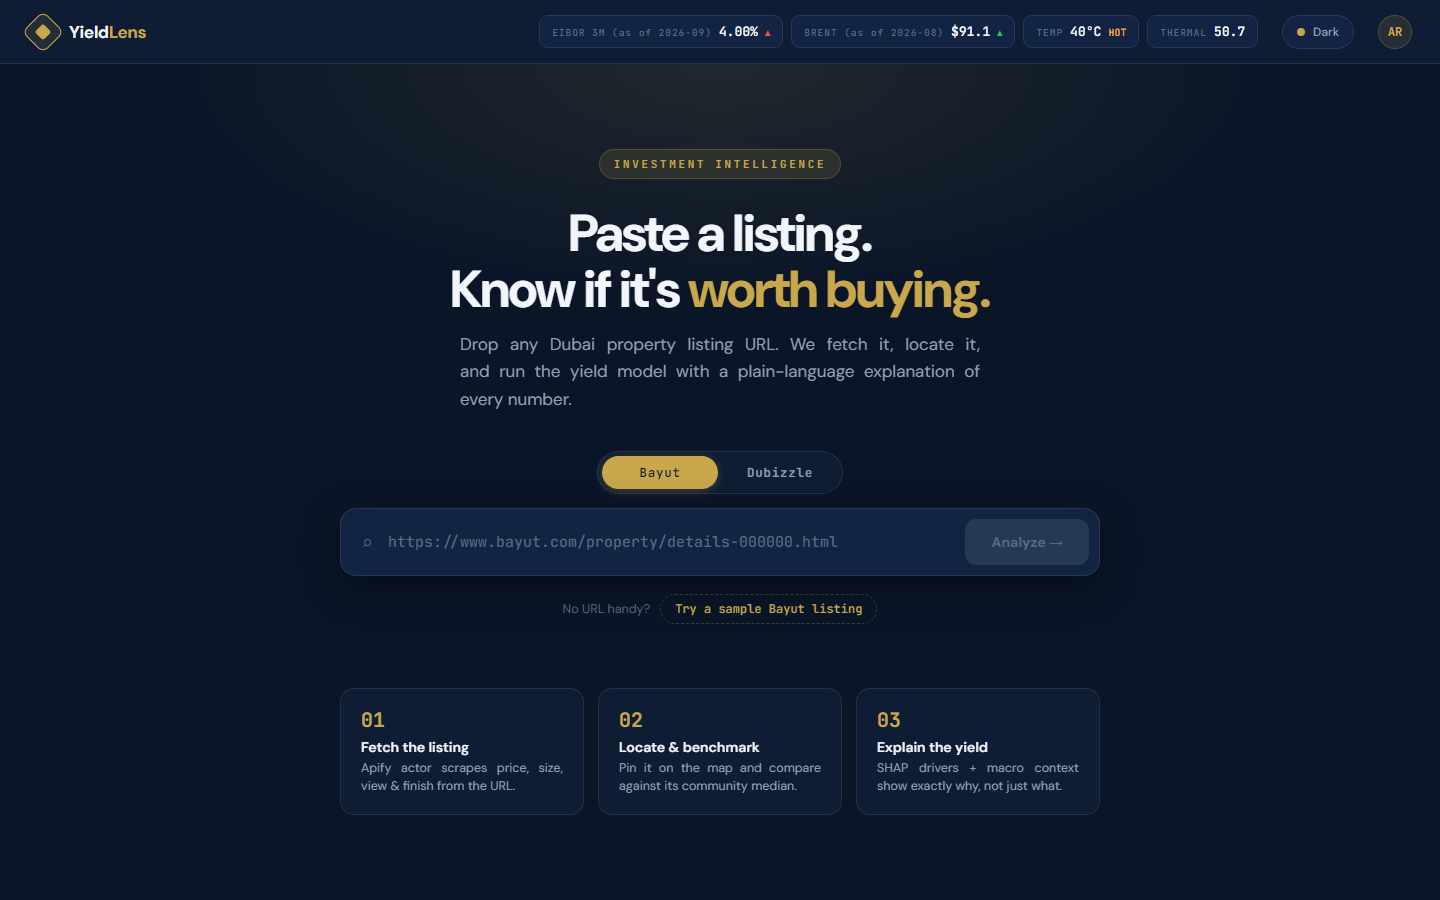 YieldLens
EIBOR 3M (as of 2026-09) 4.00% ▲
BRENT (as of 2026-08) $91.1 ▲
TEMP 40°C HOT
THERMAL 50.7
Dark
AR
INVESTMENT INTELLIGENCE
Paste a listing.
Know if it's worth buying.
Drop any Dubai property listing URL. We fetch it, locate it,
and run the yield model with a plain-language explanation of
every number.
Bayut
Dubizzle
https://www.bayut.com/property/details-000000.html
Analyze →
No URL handy? Try a sample Bayut listing
01
Fetch the listing
Apify actor scrapes price, size,
view & finish from the URL.
02
Locate & benchmark
Pin it on the map and compare
against its community median.
03
Explain the yield
SHAP drivers + macro context
show exactly why, not just what.